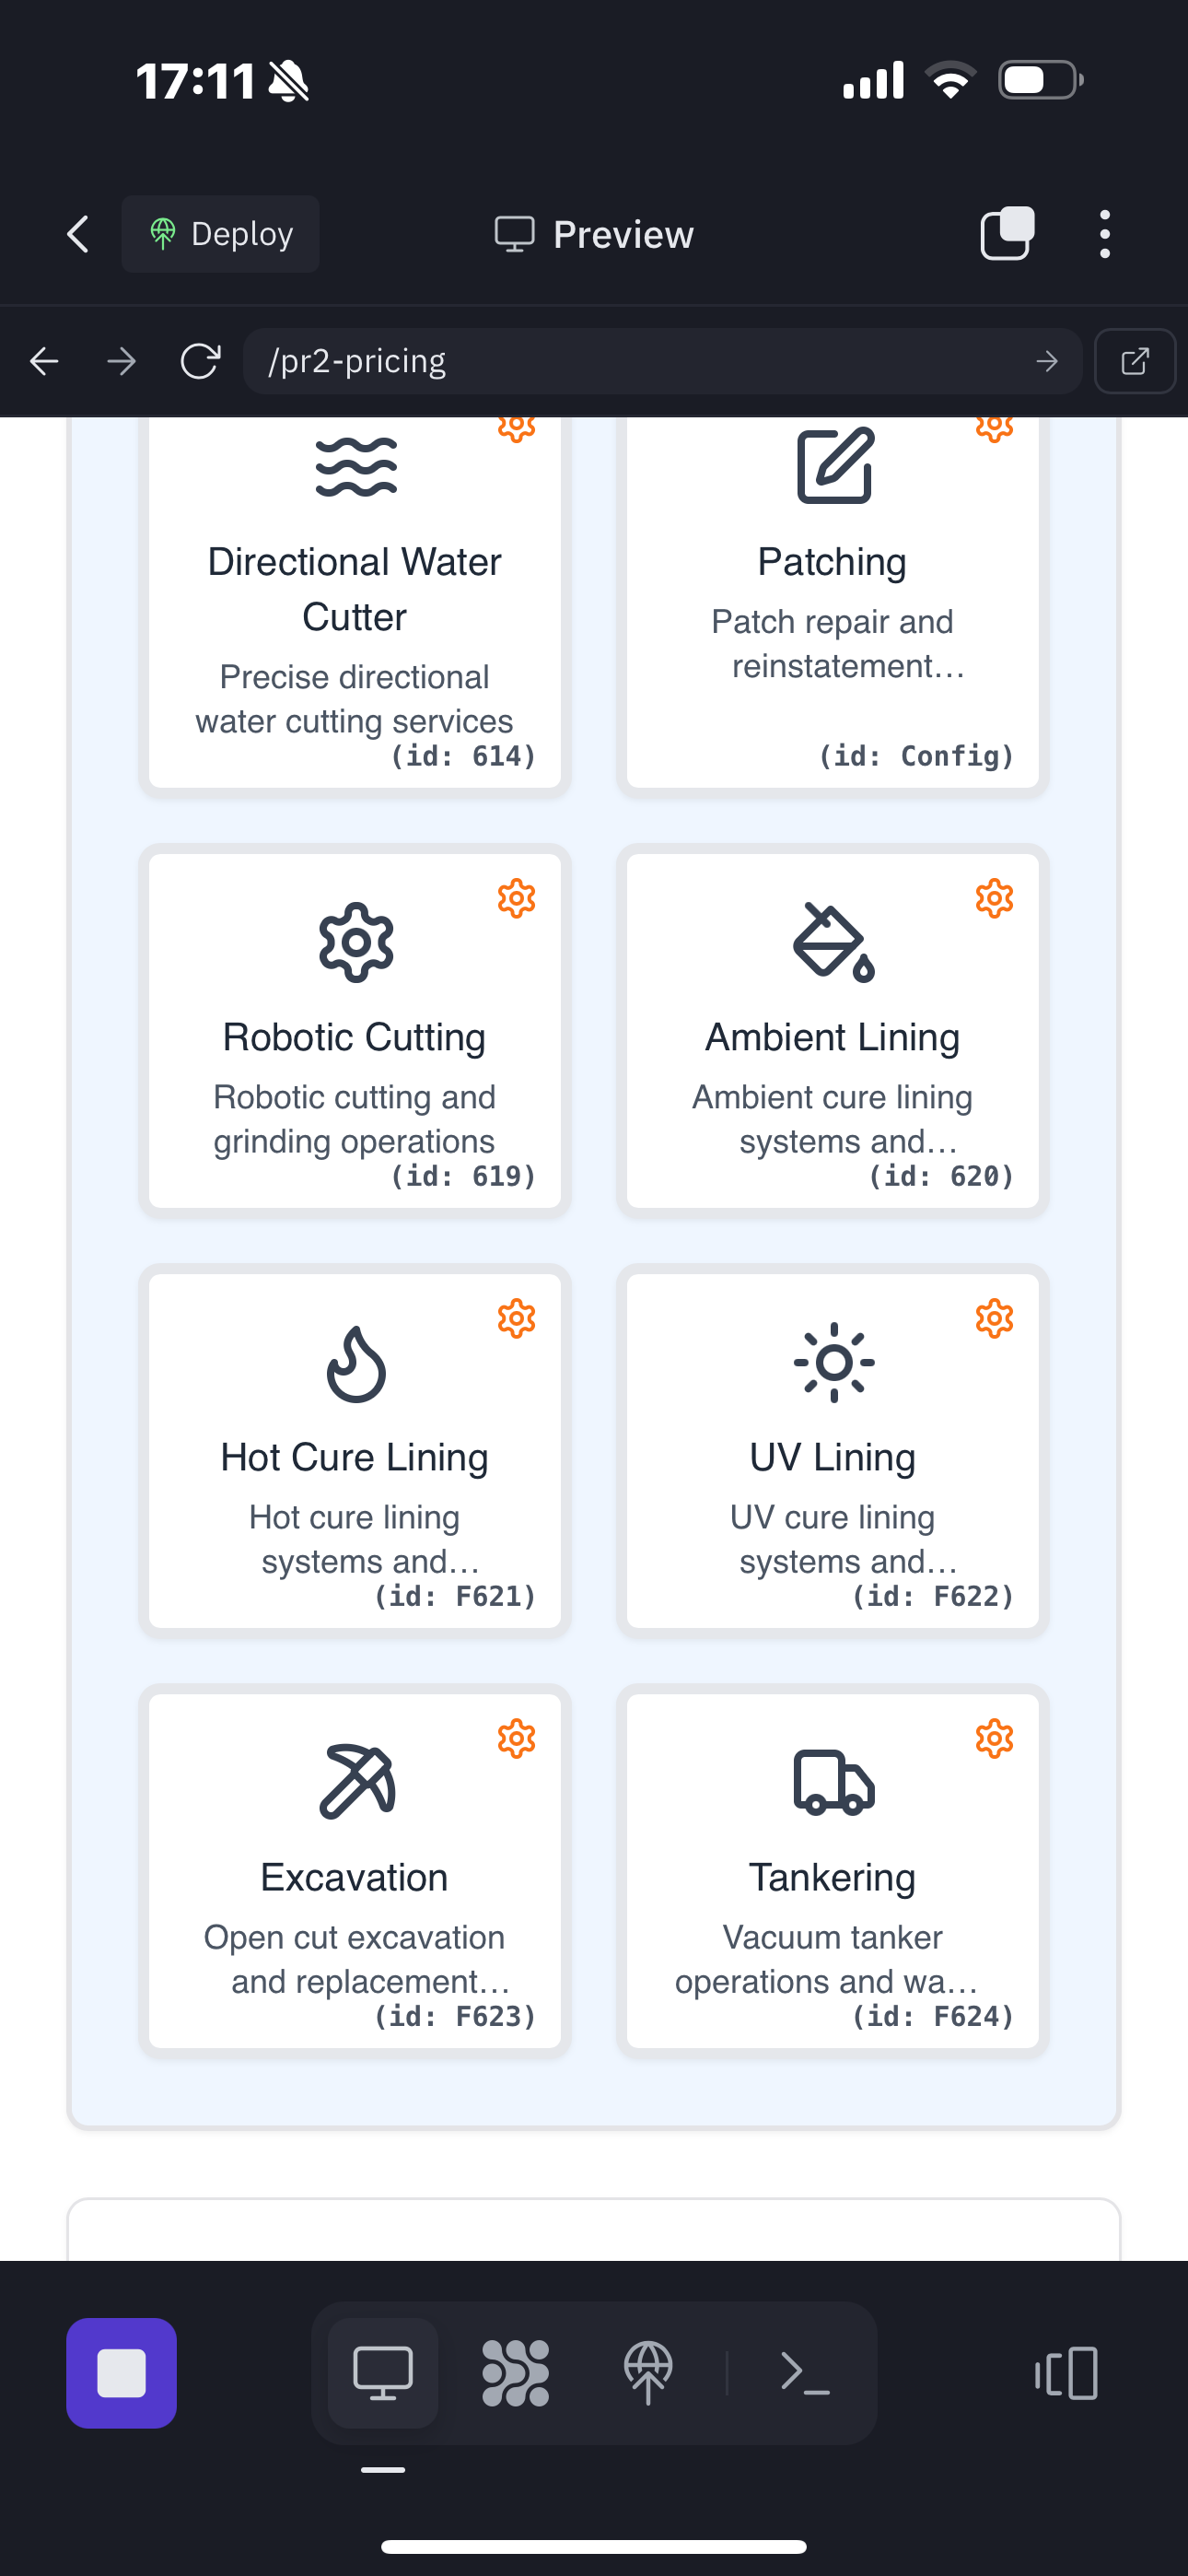 17:11
Deploy
Preview
/pr2-pricing
Directional Water
Cutter
Precise directional
water cutting services
(id: 614)
Patching
Patch repair and
reinstatement...
(id: Config)
Robotic Cutting
Robotic cutting and
grinding operations
(id: 619)
Ambient Lining
Ambient cure lining
systems and...
(id: 620)
Hot Cure Lining
Hot cure lining
systems and...
(id: F621)
UV Lining
UV cure lining
systems and...
(id: F622)
Excavation
Open cut excavation
and replacement...
(id: F623)
Tankering
Vacuum tanker
operations and wa...
(id: F624)